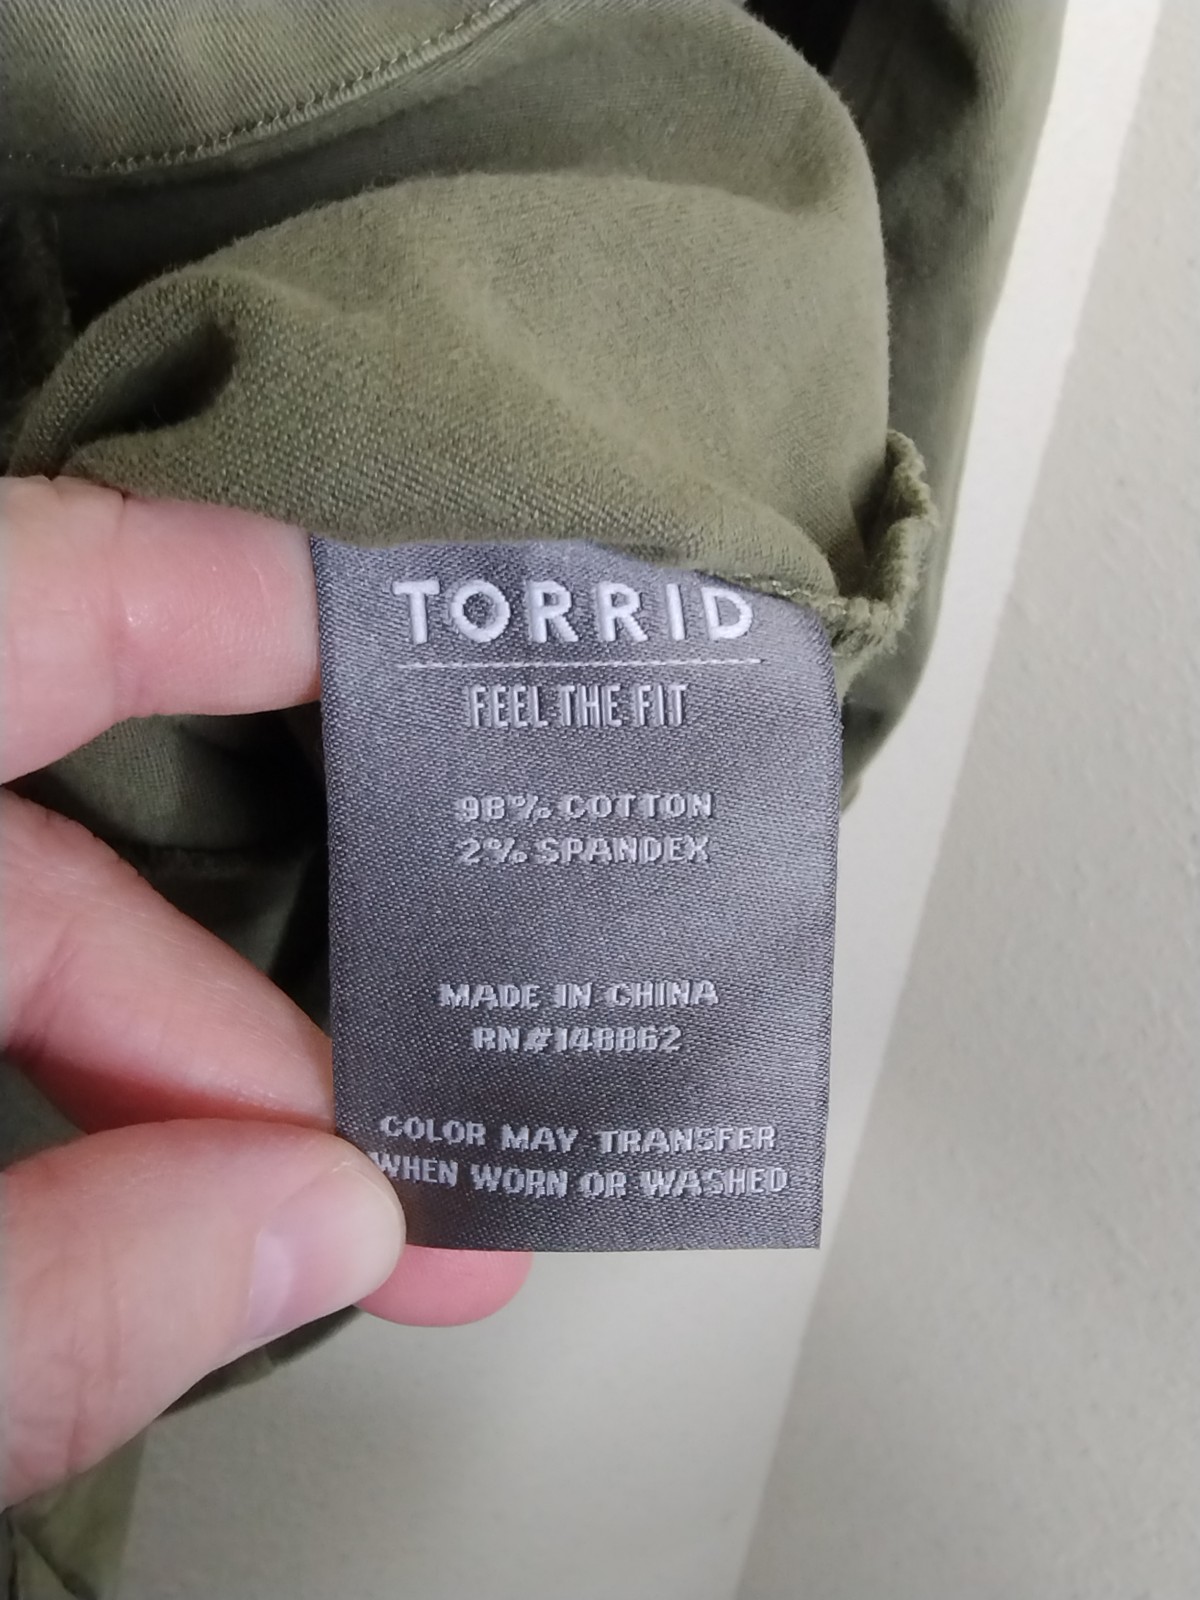 TORRID
FEEL THE FIT
98% COTTON
2% SPANDEX
MADE IN CHINA
RN#148862
COLOR MAY TRANSFER
WHEN WORN OR WASHED